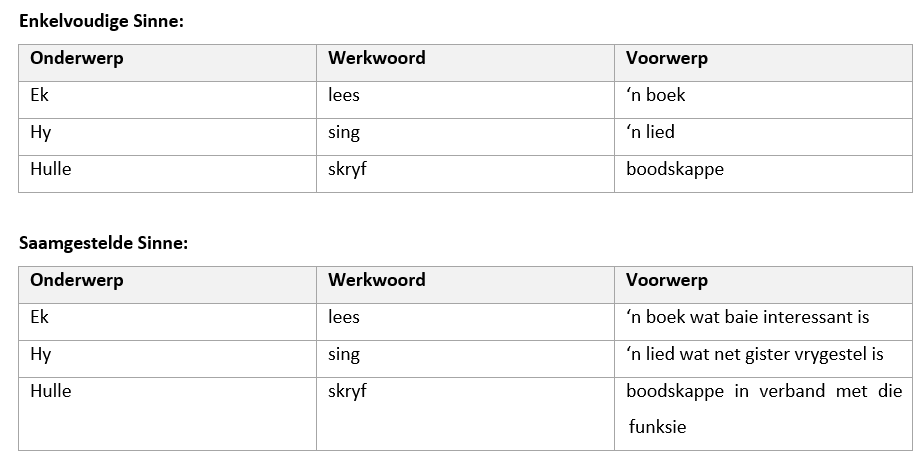 Enkelvoudige Sinne:
Onderwerp Werkwoord Voorwerp
Ek lees ‘n boek
Hy sing ‘n lied
Hulle skryf boodskappe
Saamgestelde Sinne:
Onderwerp Werkwoord Voorwerp
Ek lees ‘n boek wat baie interessant is
Hy sing ‘n lied wat net gister vrygestel is
Hulle skryf boodskappe in verband met die
funksie